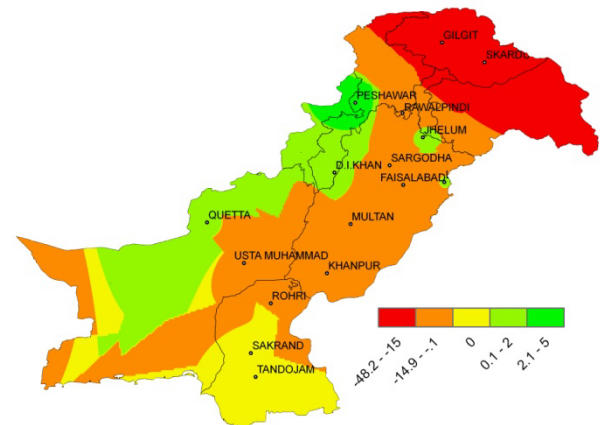 GILGIT
SKARDU
PESHAWAR
RAWALPINDI
JHELUM
D.I.KHAN
SARGODHA
FAISALABAD
QUETTA
MULTAN
USTA MUHAMMAD
KHANPUR
ROHRI
SAKRAND
TANDOJAM
-48.2 - -15
-14.9 - -.1
0
0.1 - 2
2.1 - 5